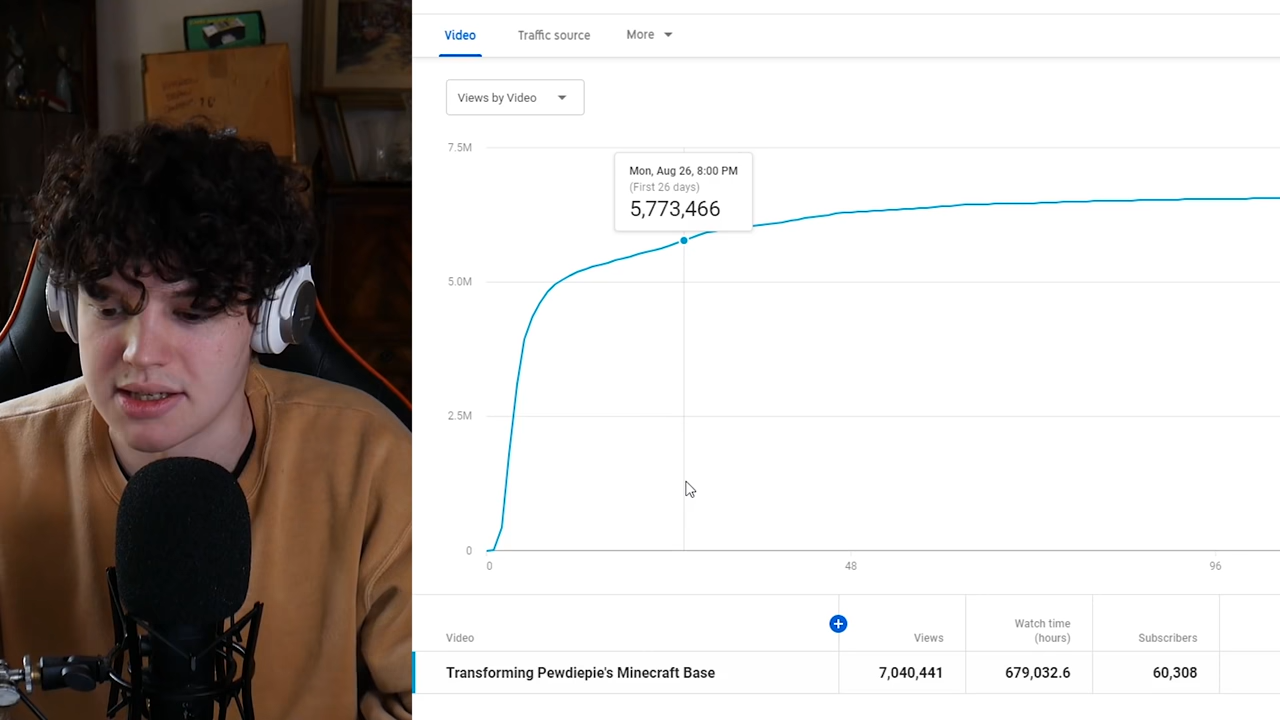 Video
Traffic source
More
Views by Video
7.5M
Mon, Aug 26, 8:00 PM
(First 26 days)
5,773,466
5.0M
2.5M
0
0
48
96
Video
Views
Watch time
(hours)
Subscribers
Transforming Pewdiepie's Minecraft Base
7,040,441
679,032.6
60,308